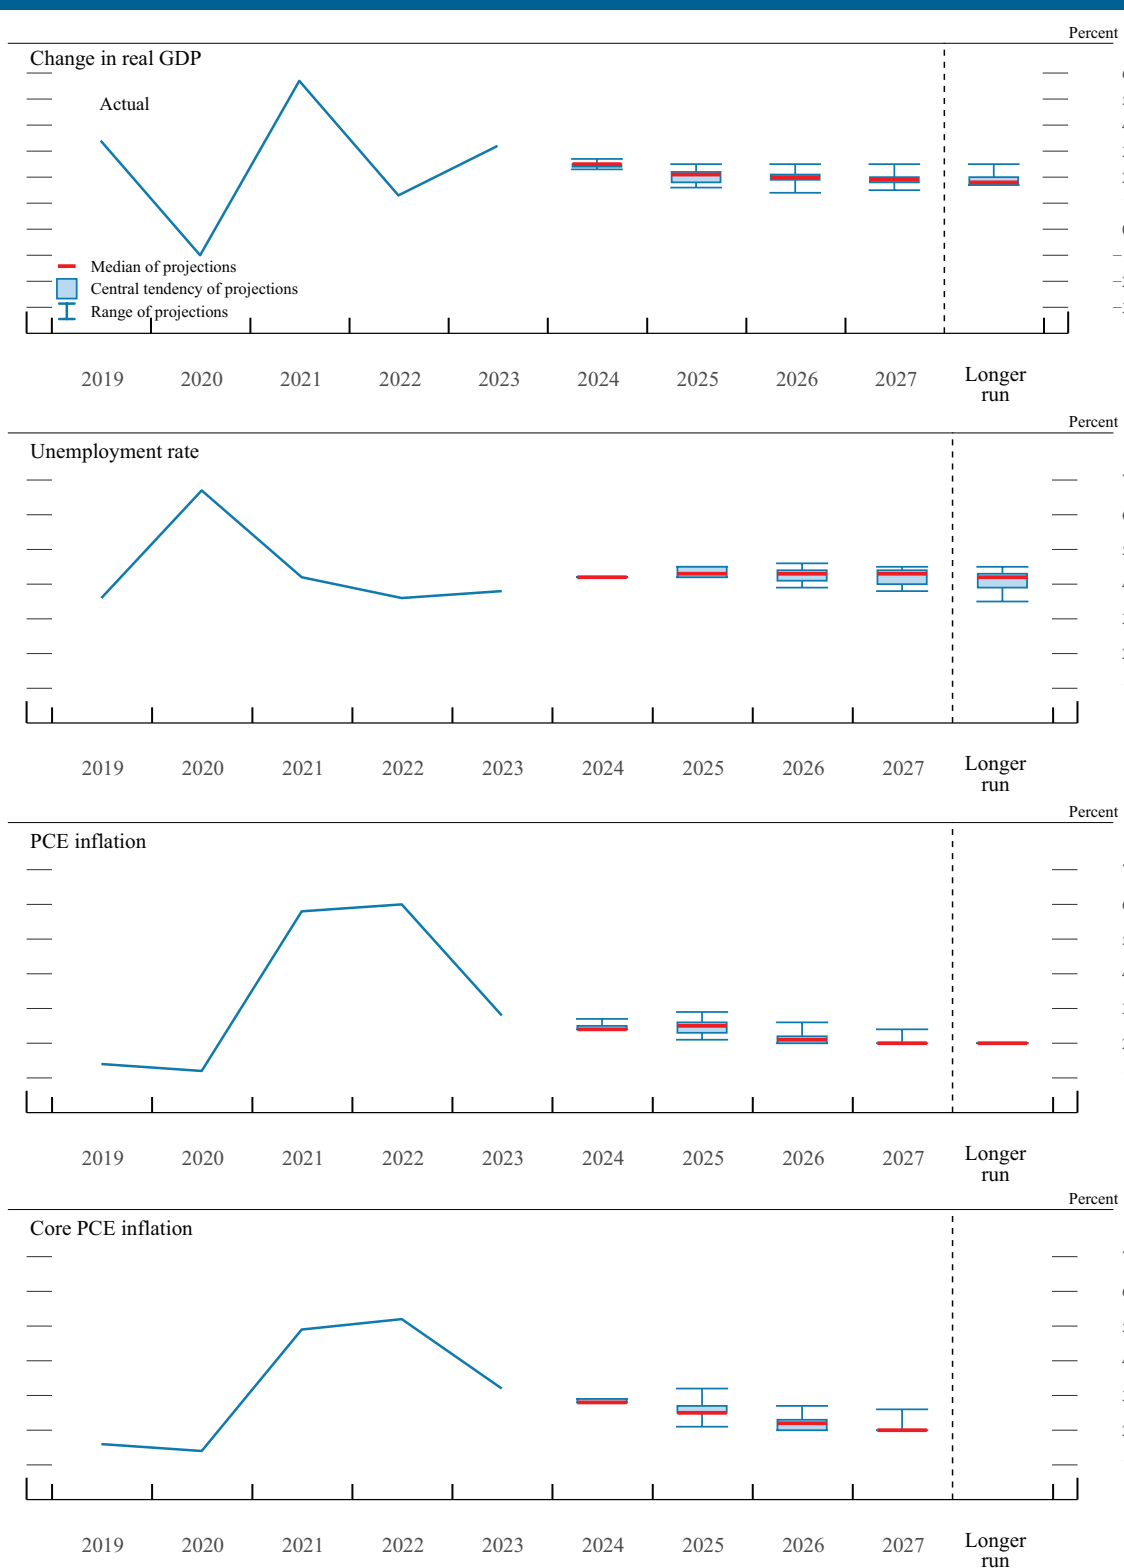 Percent
Change in real GDP
Actual
Median of projections
Central tendency of projections
Range of projections
2019 2020 2021 2022 2023 2024 2025 2026 2027 Longer run
Percent
Unemployment rate
2019 2020 2021 2022 2023 2024 2025 2026 2027 Longer run
Percent
PCE inflation
2019 2020 2021 2022 2023 2024 2025 2026 2027 Longer run
Percent
Core PCE inflation
2019 2020 2021 2022 2023 2024 2025 2026 2027 Longer run